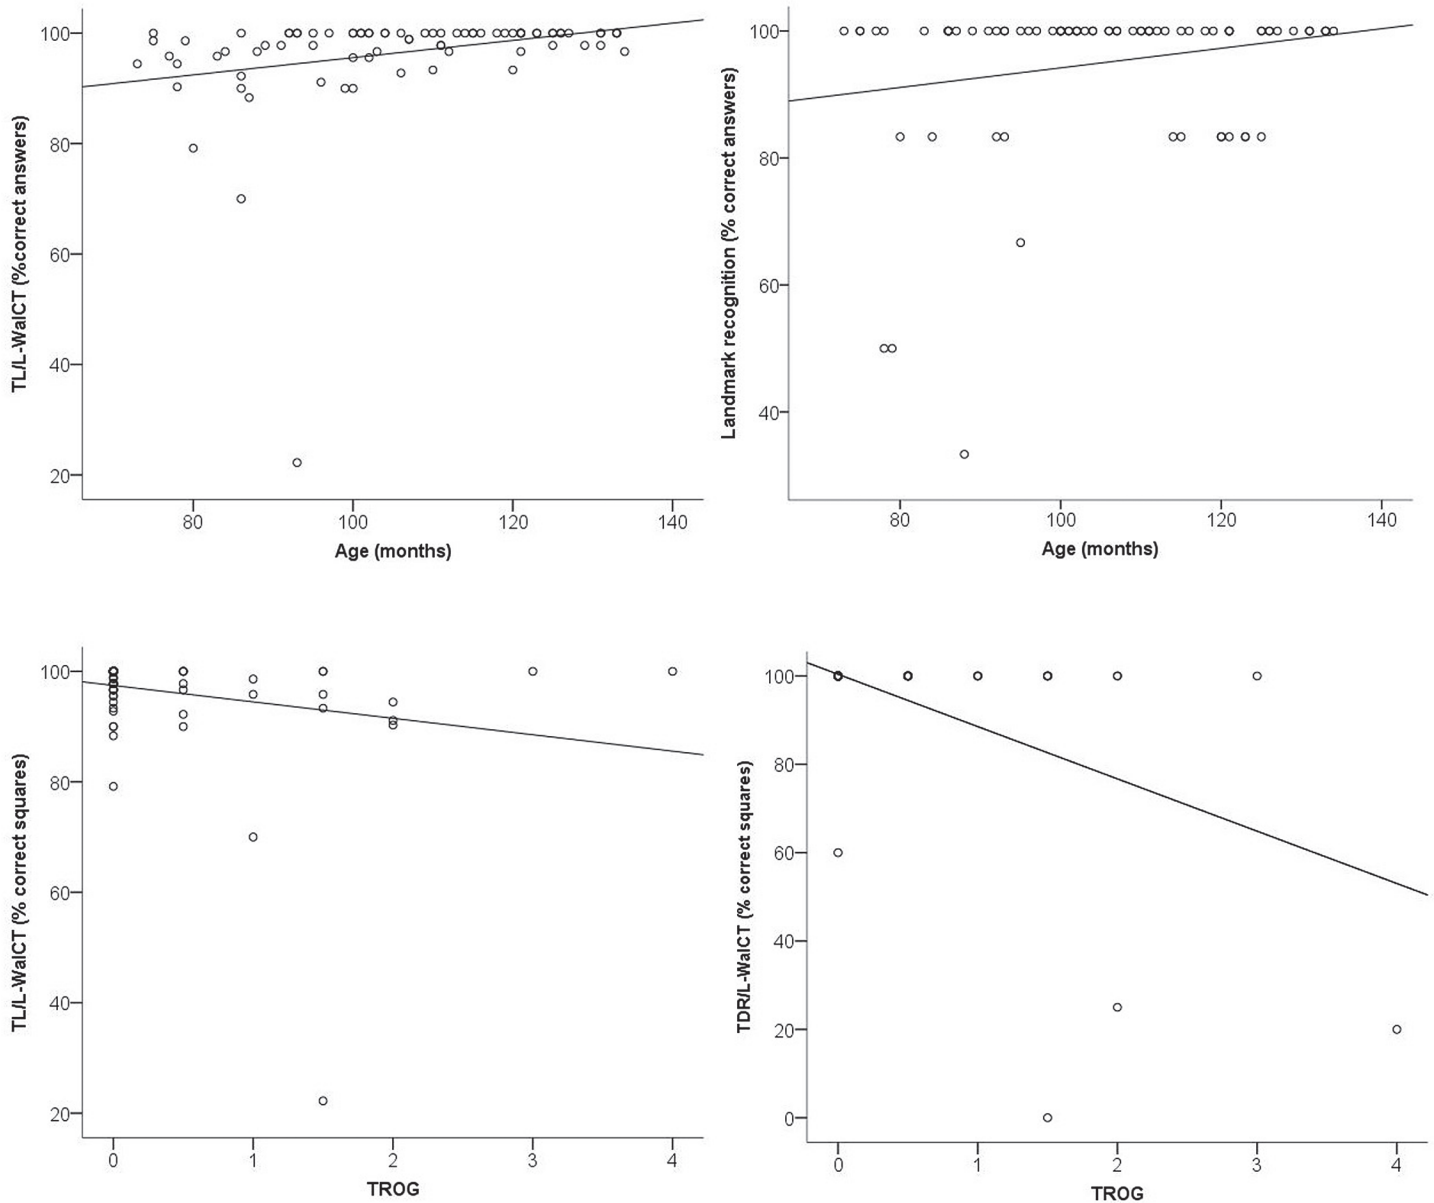 TL/L-WalCT (%correct answers)
100
80
60
40
20
80 100 120 140
Age (months)
Landmark recognition (% correct answers)
100
80
60
40
80 100 120 140
Age (months)
TL/L-WalCT (% correct squares)
100
80
60
40
20
0 1 2 3 4
TROG
TDR/L-WalCT (% correct squares)
100
80
60
40
20
0
0 1 2 3 4
TROG